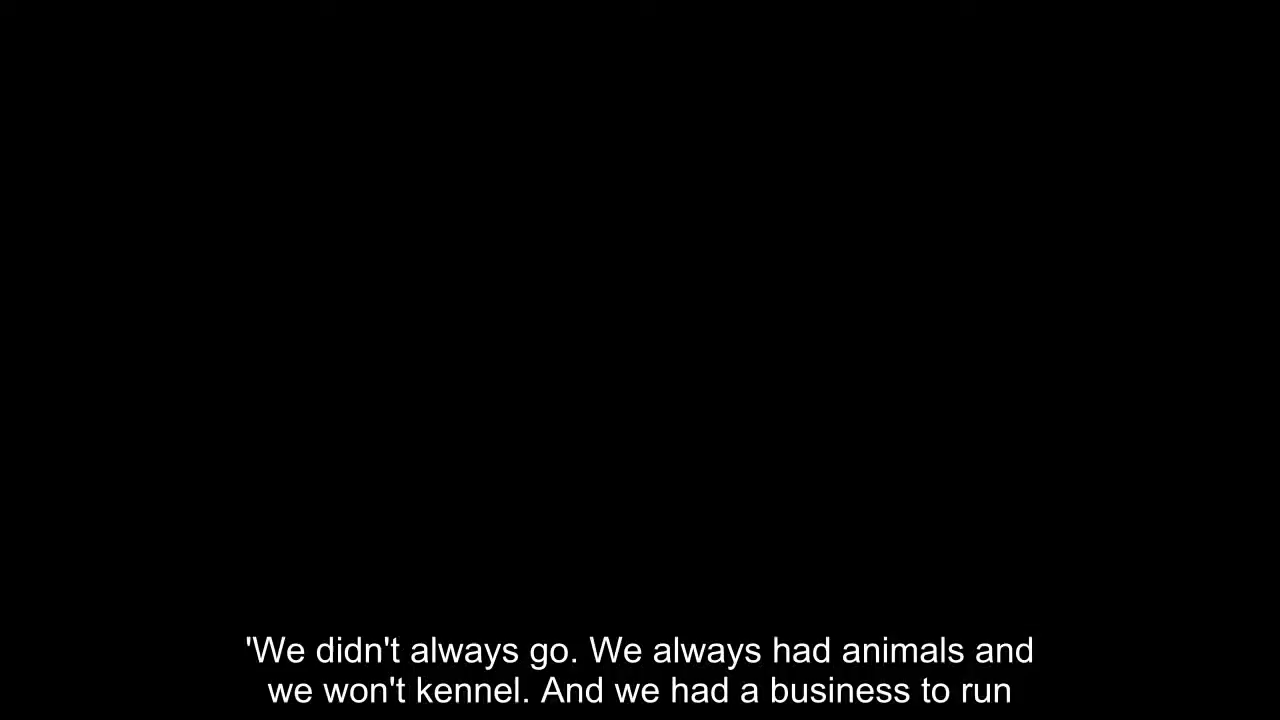 'We didn't always go. We always had animals and
we won't kennel. And we had a business to run